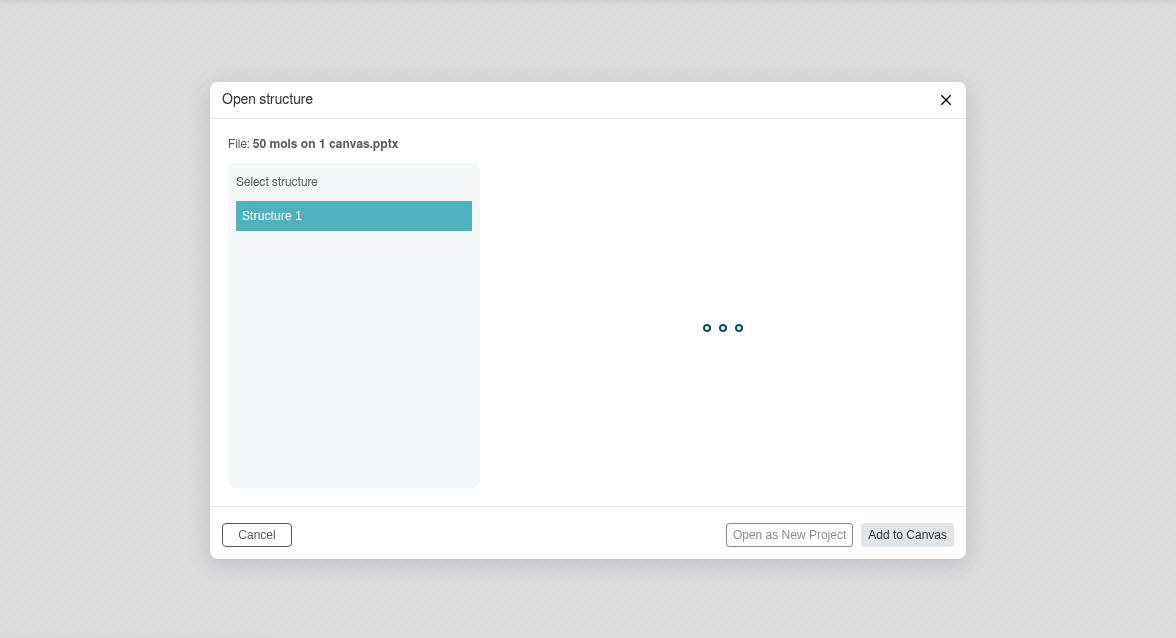 Open structure
File: 50 mols on 1 canvas.pptx
Select structure
Structure 1
Cancel
Open as New Project
Add to Canvas